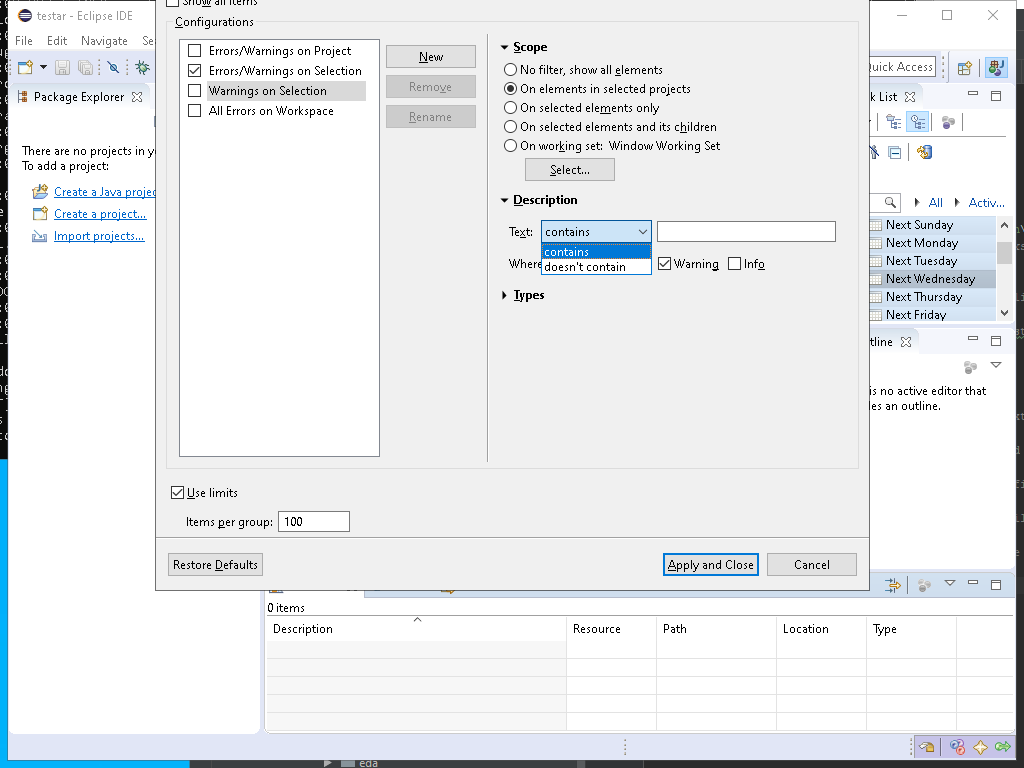 testar - Eclipse IDE
File Edit Navigate
Quick Access
Package Explorer
There are no projects in
To add a project:
Create a Java
Create a project...
Import projects...
Show all items
Configurations
Errors/Warnings on Project
Errors/Warnings on Selection
Warnings on Selection
All Errors on Workspace
New
Remove
Rename
Scope
No filter, show all elements
On elements in selected projects
On selected elements only
On selected elements and its children
On working set: Window Working Set
Select...
Description
Text: contains
contains
doesn't contain
Warning Info
Types
Use limits
Items per group: 100
Restore Defaults
Apply and Close
Cancel
List
All Activ...
Next Sunday
Next Monday
Next Tuesday
Next Wednesday
Next Thursday
Next Friday
is no active editor that
an outline.
0 items
Description Resource Path Location Type
eda